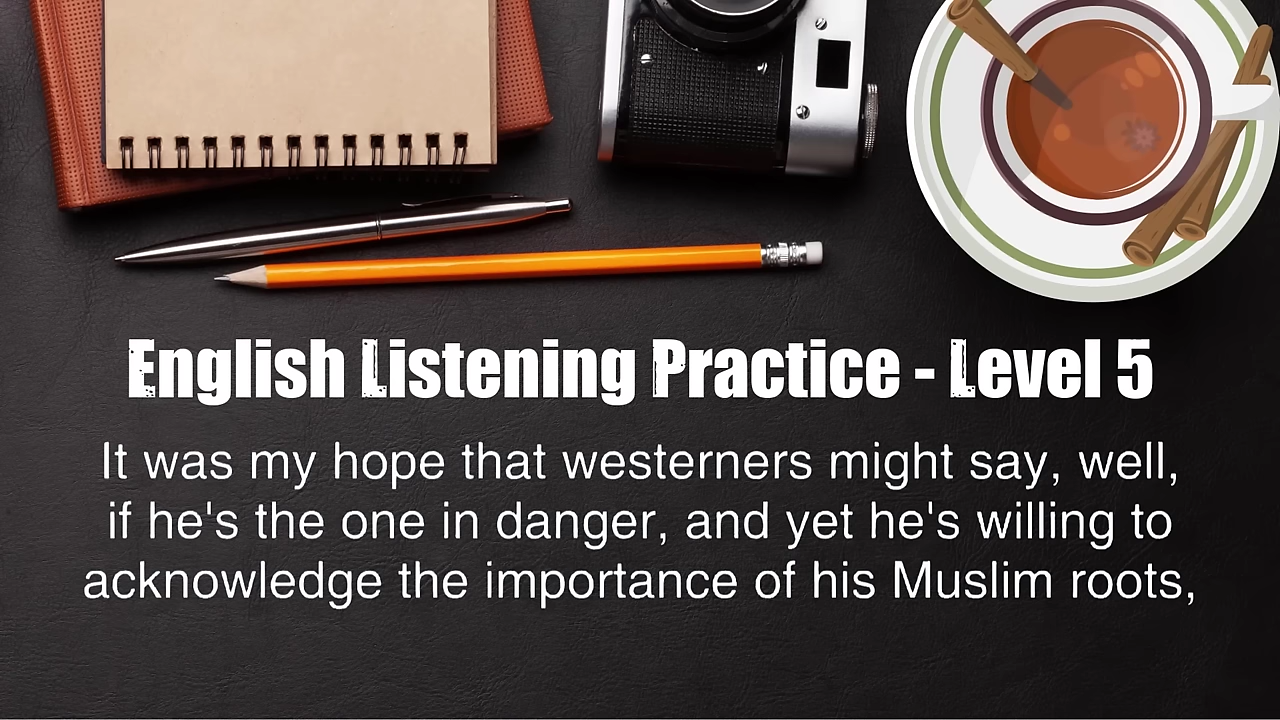 English Listening Practice - Level 5
It was my hope that westerners might say, well,
if he's the one in danger, and yet he's willing to
acknowledge the importance of his Muslim roots,